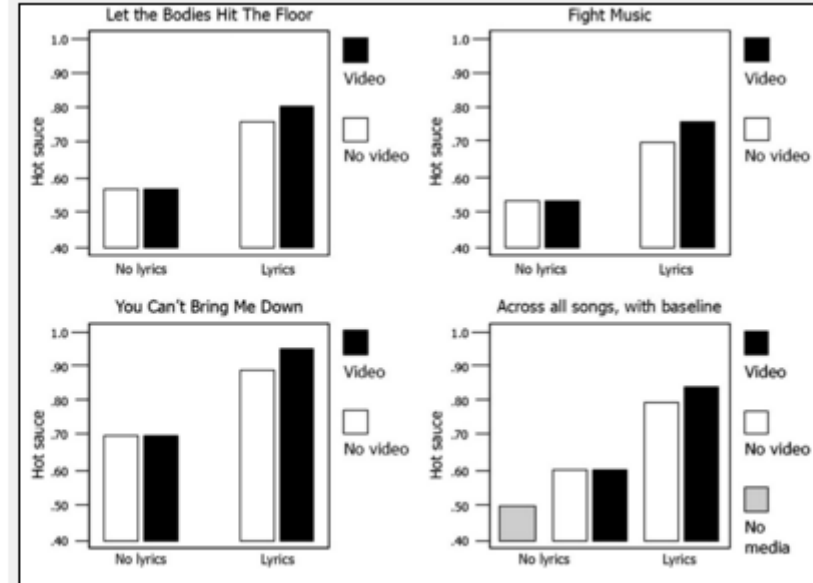 Let the Bodies Hit The Floor
1.0
.90
.80
.70
.60
.50
.40
Hot sauce
No lyrics
Lyrics
Video
No video
Fight Music
1.0
.90
.80
.70
.60
.50
.40
Hot sauce
No lyrics
Lyrics
Video
No video
You Can't Bring Me Down
1.0
.90
.80
.70
.60
.50
.40
Hot sauce
No lyrics
Lyrics
Video
No video
Across all songs, with baseline
1.0
.90
.80
.70
.60
.50
.40
Hot sauce
No lyrics
Lyrics
Video
No video
No
media